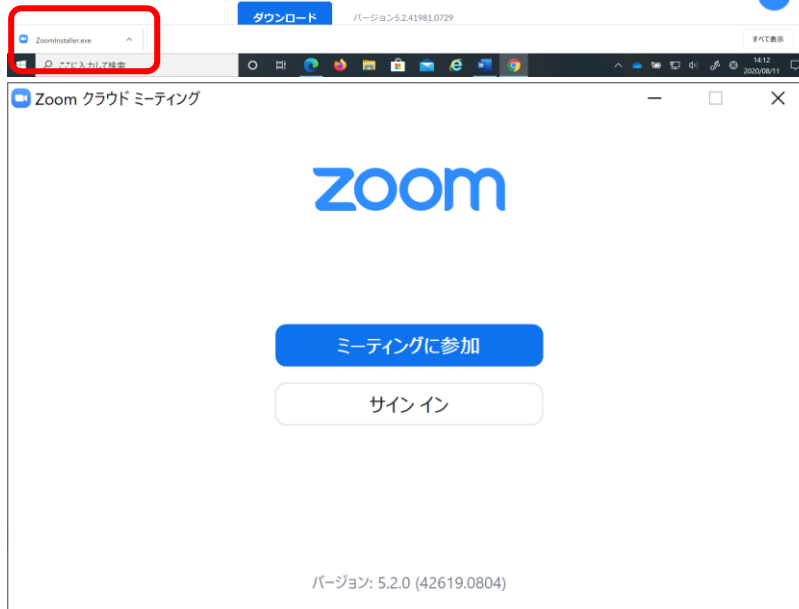 ダウンロード バージョン5.2.41981.0729
ZoomInstaller.exe すべて表示
ここに入力して検索 14:12
2020/08/11
Zoom クラウド ミーティング
zoom
ミーティングに参加
サイン イン
バージョン: 5.2.0 (42619.0804)